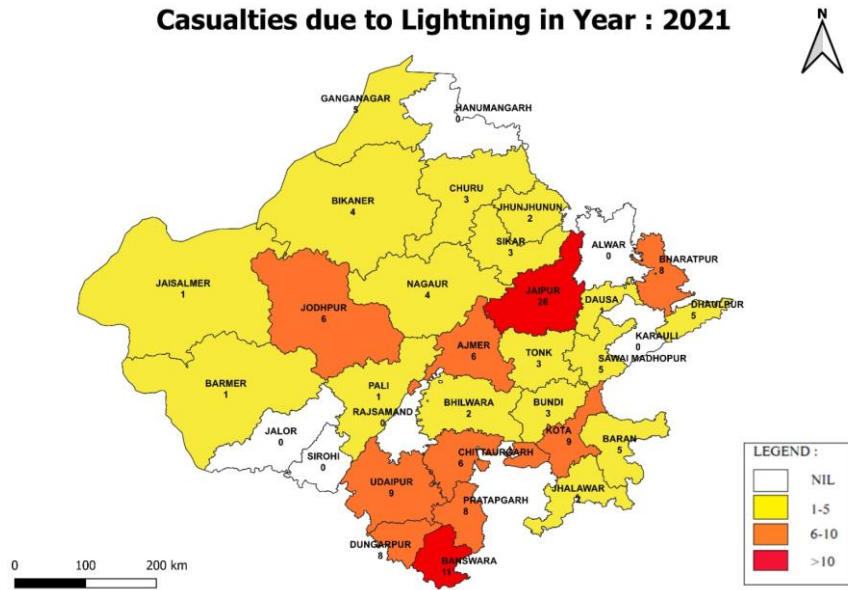 Casualties due to Lightning in Year : 2021
N
GANGANAGAR
5
HANUMANGARH
0
BIKANER
4
CHURU
3
JHUNJHUNUN
2
SIKAR
3
ALWAR
0
BHARATPUR
8
JAISALMER
1
JODHPUR
6
NAGAUR
4
JAIPUR
26
DAUSA
1
DHAULPUR
5
KARAULI
0
AJMER
6
TONK
3
SAWAI MADHOPUR
5
BARMER
1
PALI
1
RAJSAMAND
0
BHILWARA
2
BUNDI
3
KOTA
9
BARAN
5
JALOR
0
SIROHI
0
CHITTAURGARH
6
UDAIPUR
9
JHALAWAR
2
PRATAPGARH
8
DUNGARPUR
8
BANSWARA
11
LEGEND :
NIL
1-5
6-10
>10
0 100 200 km